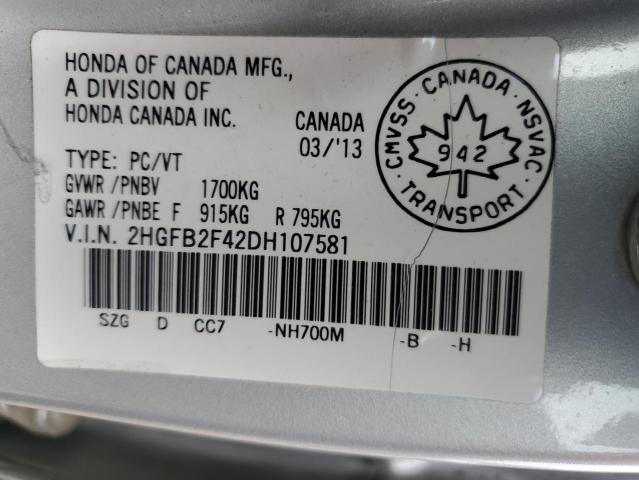 HONDA OF CANADA MFG.,
A DIVISION OF
HONDA CANADA INC.
CANADA
03/'13
TYPE: PC/VT
GVWR /PNBV 1700KG
GAWR /PNBE F 915KG R 795KG
V.I.N. 2HGFB2F42DH107581
SZG D CC7 -NH700M -B -H
CMVSS · CANADA · NSVAC
942
TRANSPORT